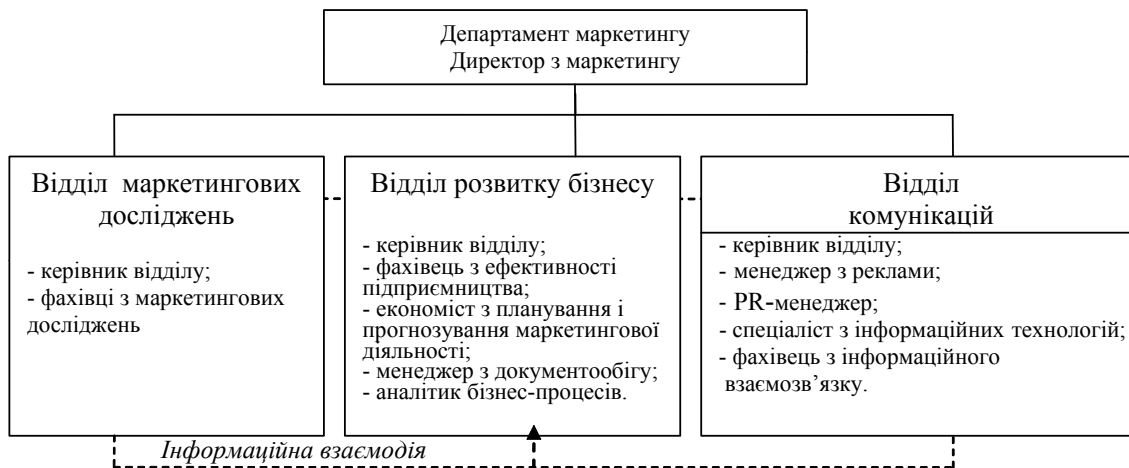 Департамент маркетингу
Директор з маркетингу
Відділ маркетингових
досліджень
- керівник відділу;
- фахівці з маркетингових
досліджень
Відділ розвитку бізнесу
- керівник відділу;
- фахівець з ефективності
підприємництва;
- економіст з планування і
прогнозування маркетингової
діяльності;
- менеджер з документообігу;
- аналітик бізнес-процесів.
Відділ
комунікацій
- керівник відділу;
- менеджер з реклами;
- PR-менеджер;
- спеціаліст з інформаційних технологій;
- фахівець з інформаційного
взаємозв’язку.
Інформаційна взаємодія